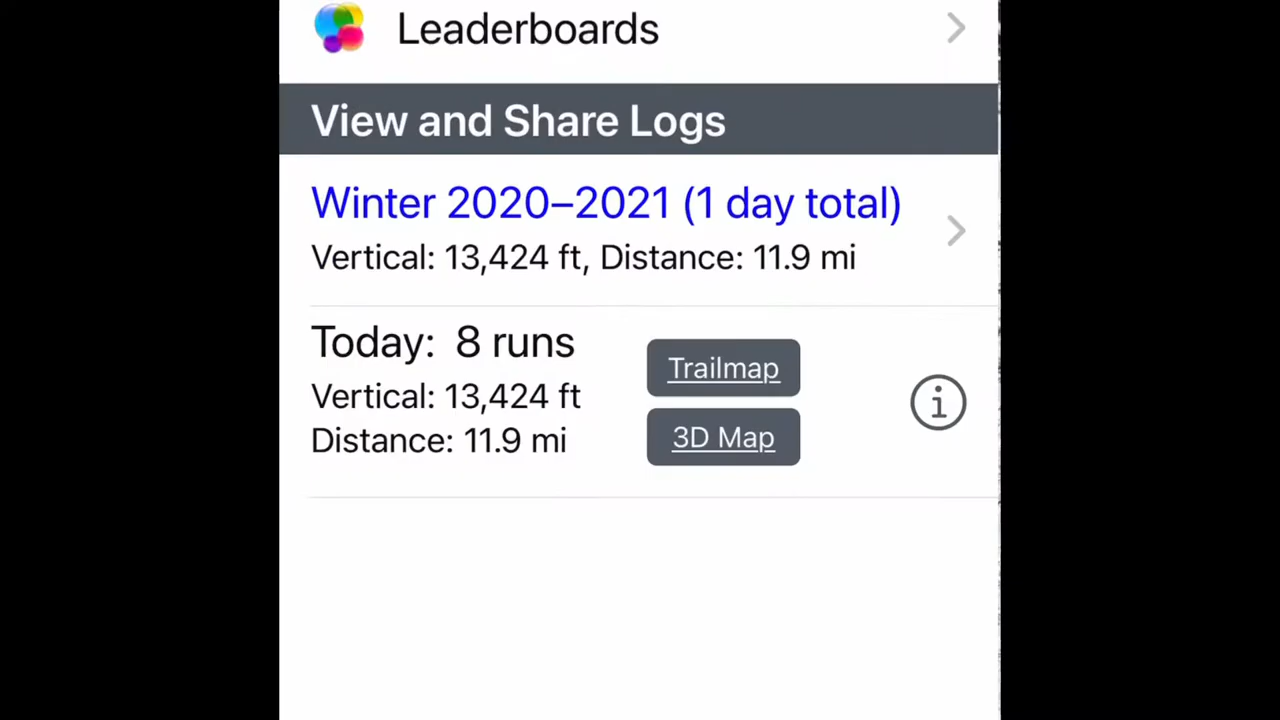 Leaderboards
View and Share Logs
Winter 2020–2021 (1 day total)
Vertical: 13,424 ft, Distance: 11.9 mi
Today: 8 runs
Trailmap
Vertical: 13,424 ft
3D Map
Distance: 11.9 mi